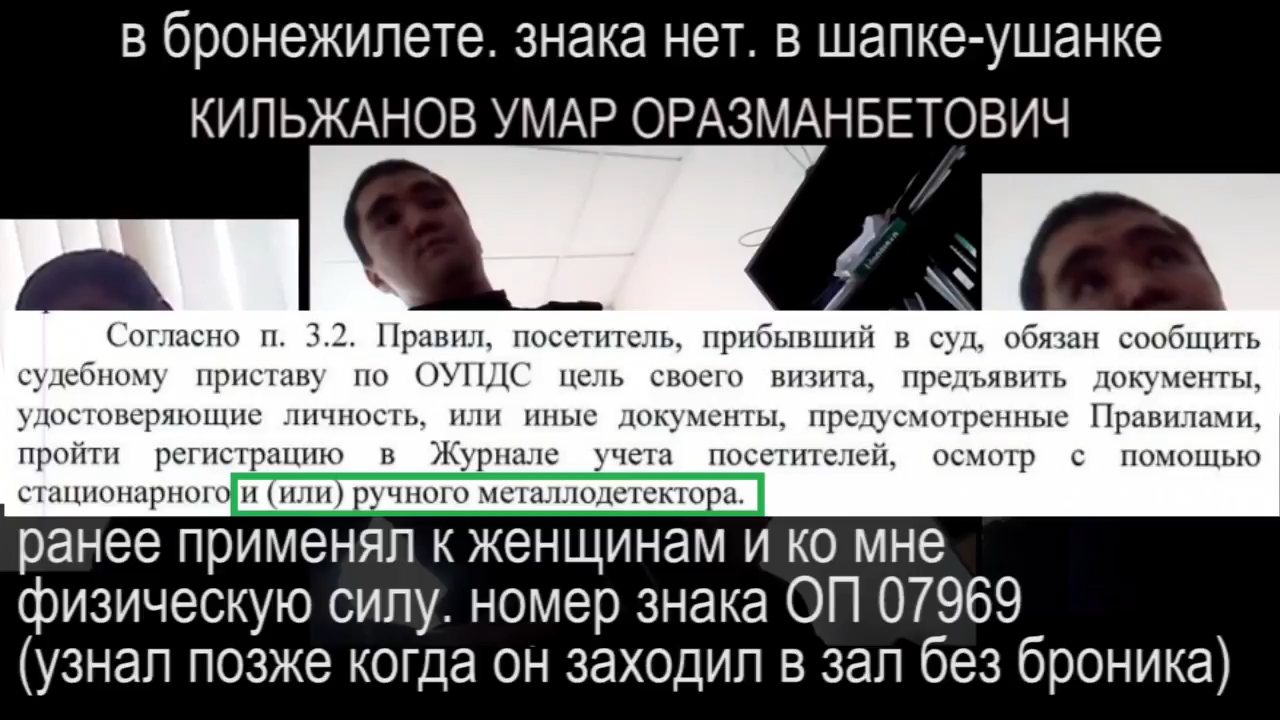 в бронежилете. знака нет. в шапке-ушанке
КИЛЬЖАНОВ УМАР ОРАЗМАНБЕТОВИЧ
Согласно п. 3.2. Правил, посетитель, прибывший в суд, обязан сообщить
судебному приставу по ОУПДС цель своего визита, предъявить документы,
удостоверяющие личность, или иные документы, предусмотренные Правилами,
пройти регистрацию в Журнале учета посетителей, осмотр с помощью
стационарного и (или) ручного металлодетектора.
ранее применял к женщинам и ко мне
физическую силу. номер знака ОП 07969
(узнал позже когда он заходил в зал без броника)